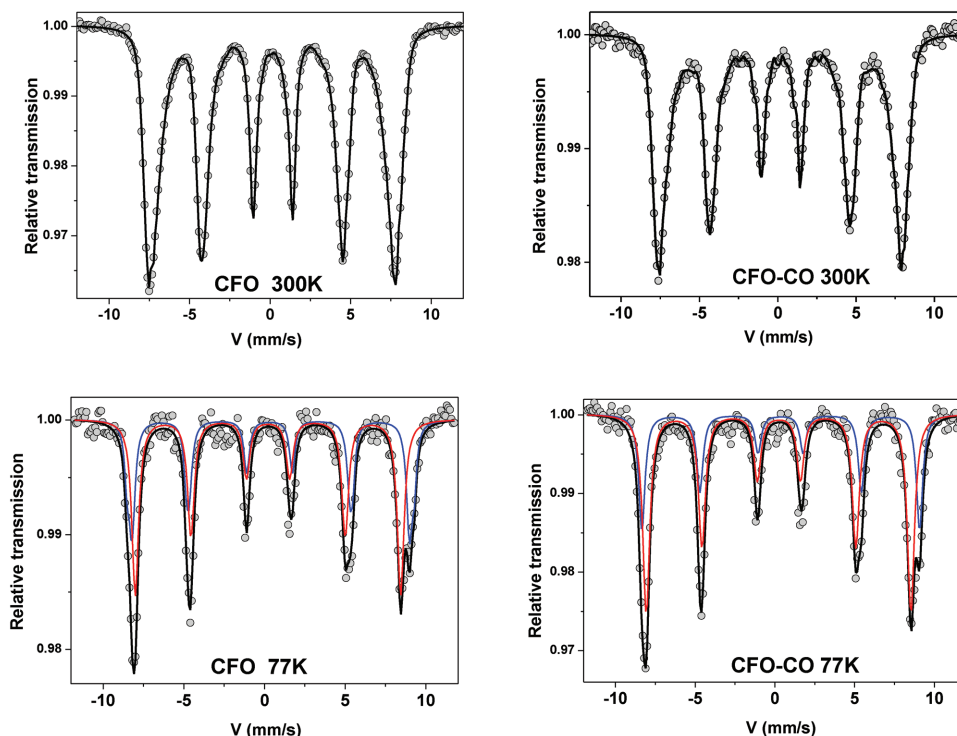 1.00
0.99
0.98
0.97
Relative transmission
CFO 300K
-10 -5 0 5 10
V (mm/s)
1.00
0.99
0.98
Relative transmission
CFO-CO 300K
-10 -5 0 5 10
V (mm/s)
1.00
0.99
0.98
Relative transmission
CFO 77K
-10 -5 0 5 10
V (mm/s)
1.00
0.99
0.98
0.97
Relative transmission
CFO-CO 77K
-10 -5 0 5 10
V (mm/s)